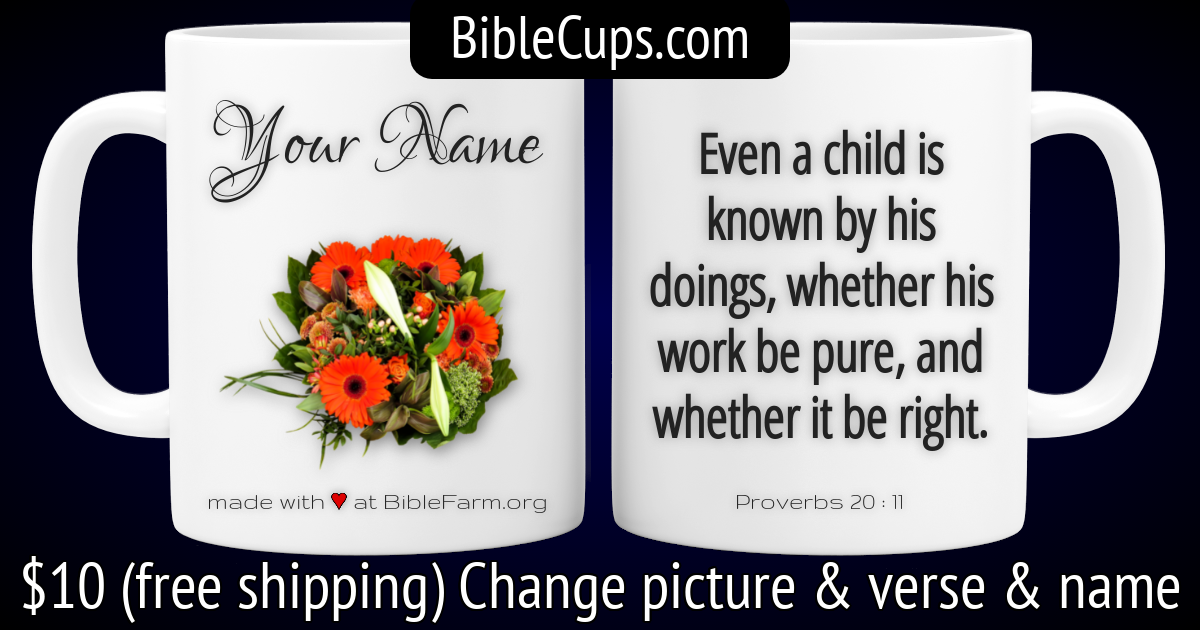 BibleCups.com
Your Name
made with ♥ at BibleFarm.org
Even a child is
known by his
doings, whether his
work be pure, and
whether it be right.
Proverbs 20 : 11
$10 (free shipping) Change picture & verse & name